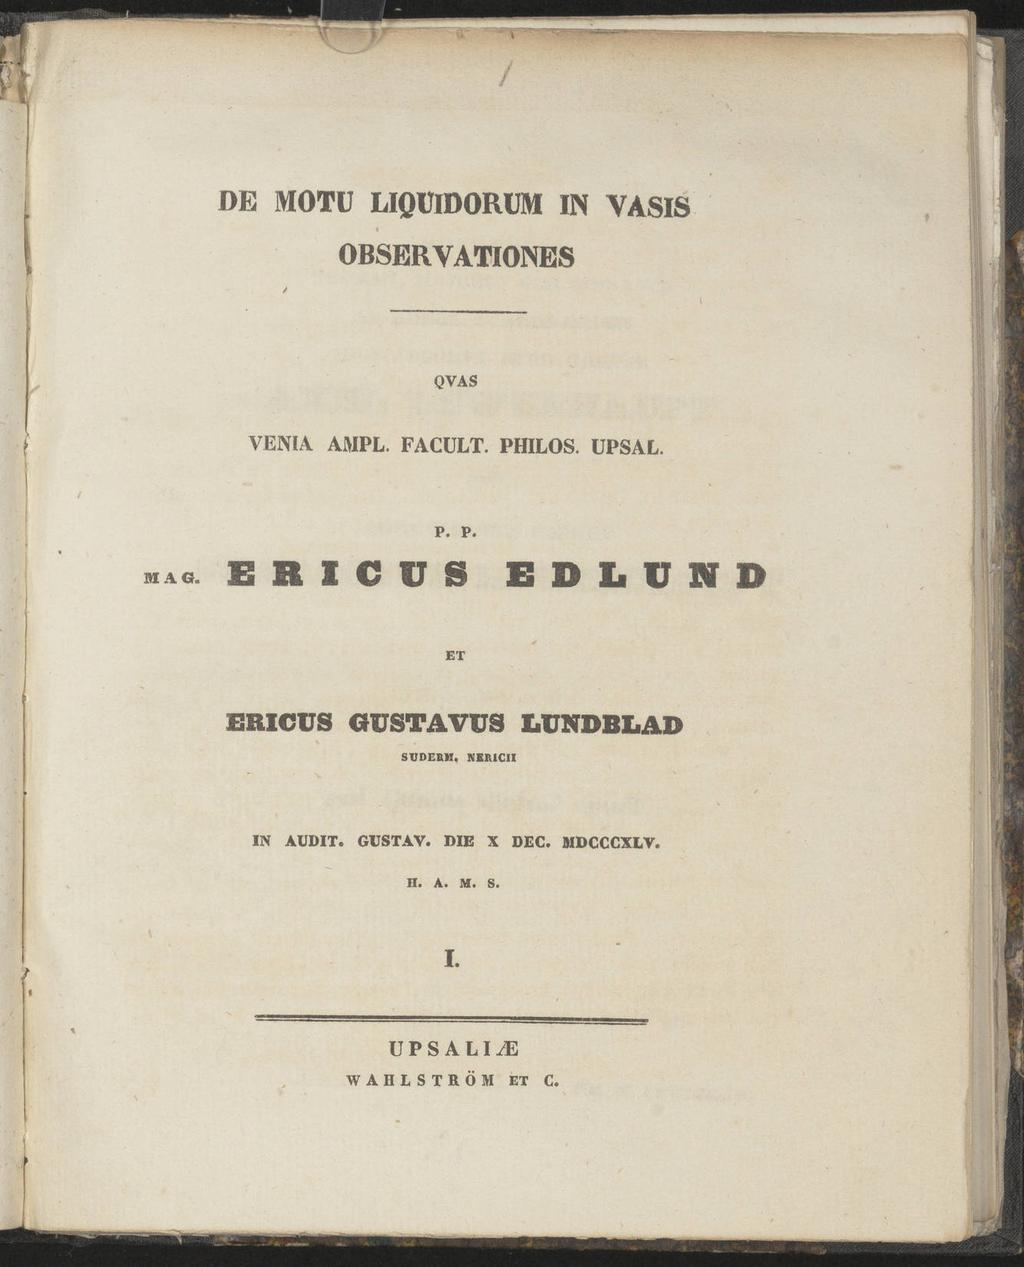 DE MOTU LIQUIDORUM IN VASIS
OBSERVATIONES
QVAS
VENIA AMPL. FACULT. PHILOS. UPSAL.
P. P.
MAG. ERICUS EDLUND
ET
ERICUS GUSTAVUS LUNDBLAD
SUDERM. NERICII
IN AUDIT. GUSTAV. DIE X DEC. MDCCCXLV.
H. A. M. S.
I.
UPSALIÆ
WAHLSTRÖM ET C.